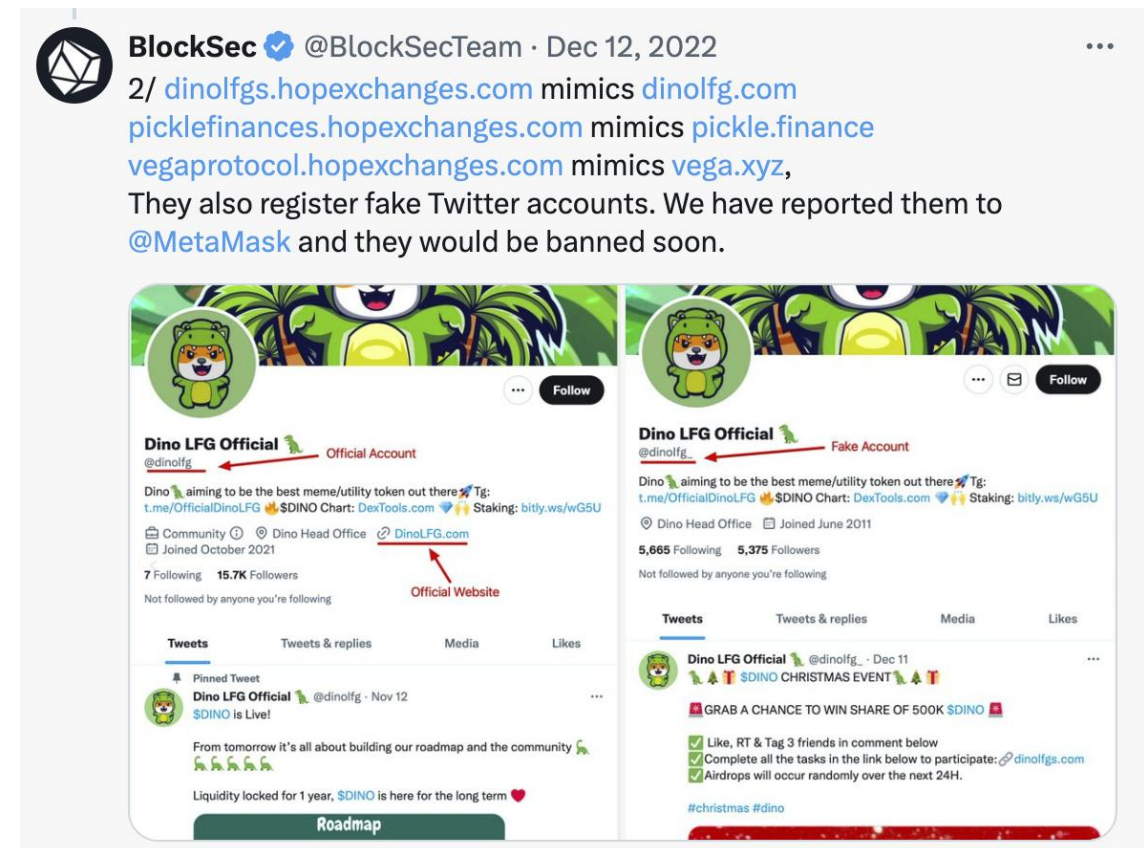 BlockSec @BlockSecTeam · Dec 12, 2022
2/ dinolfgs.hopexchanges.com mimics dinolfg.com
picklefinances.hopexchanges.com mimics pickle.finance
vegaprotocol.hopexchanges.com mimics vega.xyz,
They also register fake Twitter accounts. We have reported them to
@MetaMask and they would be banned soon.
Follow
Dino LFG Official 🦖
@dinolfg
Official Account
Dino🦖aiming to be the best meme/utility token out there🚀Tg:
t.me/OfficialDinoLFG 🔥$DINO Chart: DexTools.com 💎🙌 Staking: bitly.ws/wG5U
Community Dino Head Office DinoLFG.com
Joined October 2021
7 Following 15.7K Followers
Official Website
Not followed by anyone you're following
Tweets Tweets & replies Media Likes
Pinned Tweet
Dino LFG Official 🦖 @dinolfg · Nov 12
$DINO is Live!
From tomorrow it's all about building our roadmap and the community 🦕
🦕🦕🦕🦕🦕
Liquidity locked for 1 year, $DINO is here for the long term ❤️
Roadmap
Follow
Dino LFG Official 🦖
@dinolfg_
Fake Account
Dino🦖aiming to be the best meme/utility token out there🚀Tg:
t.me/OfficialDinoLFG 🔥$DINO Chart: DexTools.com 💎🙌 Staking: bitly.ws/wG5U
Dino Head Office Joined June 2011
5,665 Following 5,375 Followers
Not followed by anyone you're following
Tweets Tweets & replies Media Likes
Dino LFG Official 🦖 @dinolfg_ · Dec 11
🦖🎄🎁 $DINO CHRISTMAS EVENT🦖🎄🎁
🚨GRAB A CHANCE TO WIN SHARE OF 500K $DINO 🚨
✅ Like, RT & Tag 3 friends in comment below
✅Complete all the tasks in the link below to participate:🔗dinolfgs.com
✅Airdrops will occur randomly over the next 24H.
#christmas #dino